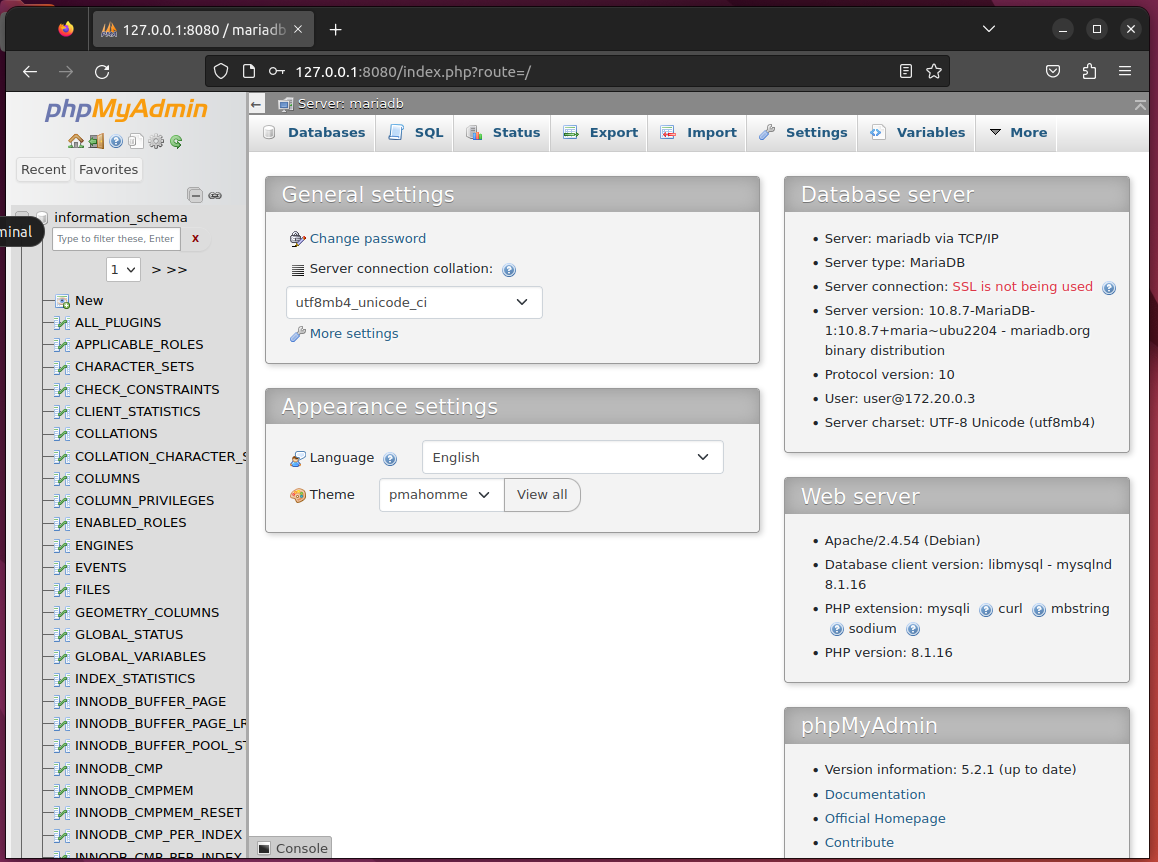 127.0.0.1:8080 / mariadb
127.0.0.1:8080/index.php?route=/
phpMyAdmin
Recent
Favorites
information_schema
minal
Type to filter these, Enter
x
1
> >>
New
ALL_PLUGINS
APPLICABLE_ROLES
CHARACTER_SETS
CHECK_CONSTRAINTS
CLIENT_STATISTICS
COLLATIONS
COLLATION_CHARACTER_S
COLUMNS
COLUMN_PRIVILEGES
ENABLED_ROLES
ENGINES
EVENTS
FILES
GEOMETRY_COLUMNS
GLOBAL_STATUS
GLOBAL_VARIABLES
INDEX_STATISTICS
INNODB_BUFFER_PAGE
INNODB_BUFFER_PAGE_LR
INNODB_BUFFER_POOL_ST
INNODB_CMP
INNODB_CMPMEM
INNODB_CMPMEM_RESET
INNODB_CMP_PER_INDEX
INNODB_CMP_PER_INDEX
Server: mariadb
Databases
SQL
Status
Export
Import
Settings
Variables
More
General settings
Change password
Server connection collation:
utf8mb4_unicode_ci
More settings
Appearance settings
Language
English
Theme
pmahomme
View all
Database server
• Server: mariadb via TCP/IP
• Server type: MariaDB
• Server connection: SSL is not being used
• Server version: 10.8.7-MariaDB-
1:10.8.7+maria~ubu2204 - mariadb.org
binary distribution
• Protocol version: 10
• User: user@172.20.0.3
• Server charset: UTF-8 Unicode (utf8mb4)
Web server
• Apache/2.4.54 (Debian)
• Database client version: libmysql - mysqlnd
8.1.16
• PHP extension: mysqli curl mbstring
sodium
• PHP version: 8.1.16
phpMyAdmin
• Version information: 5.2.1 (up to date)
• Documentation
• Official Homepage
• Contribute
Console